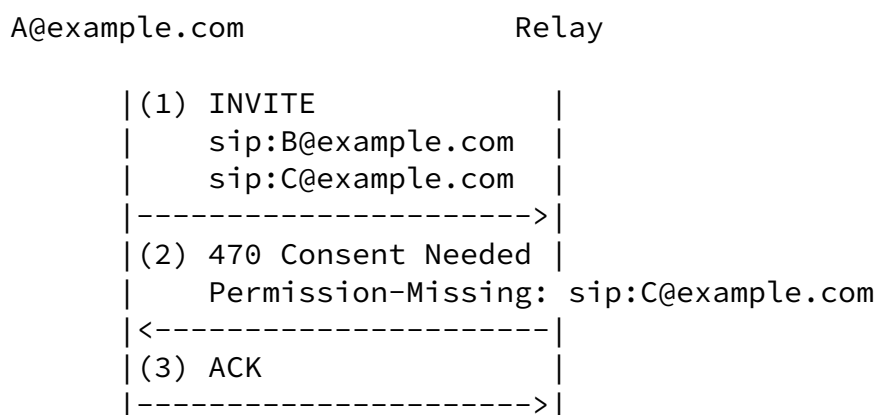 A@example.com Relay
|(1) INVITE |
| sip:B@example.com |
| sip:C@example.com |
|---------------------->|
|(2) 470 Consent Needed |
| Permission-Missing: sip:C@example.com
|<----------------------|
|(3) ACK |
|---------------------->|